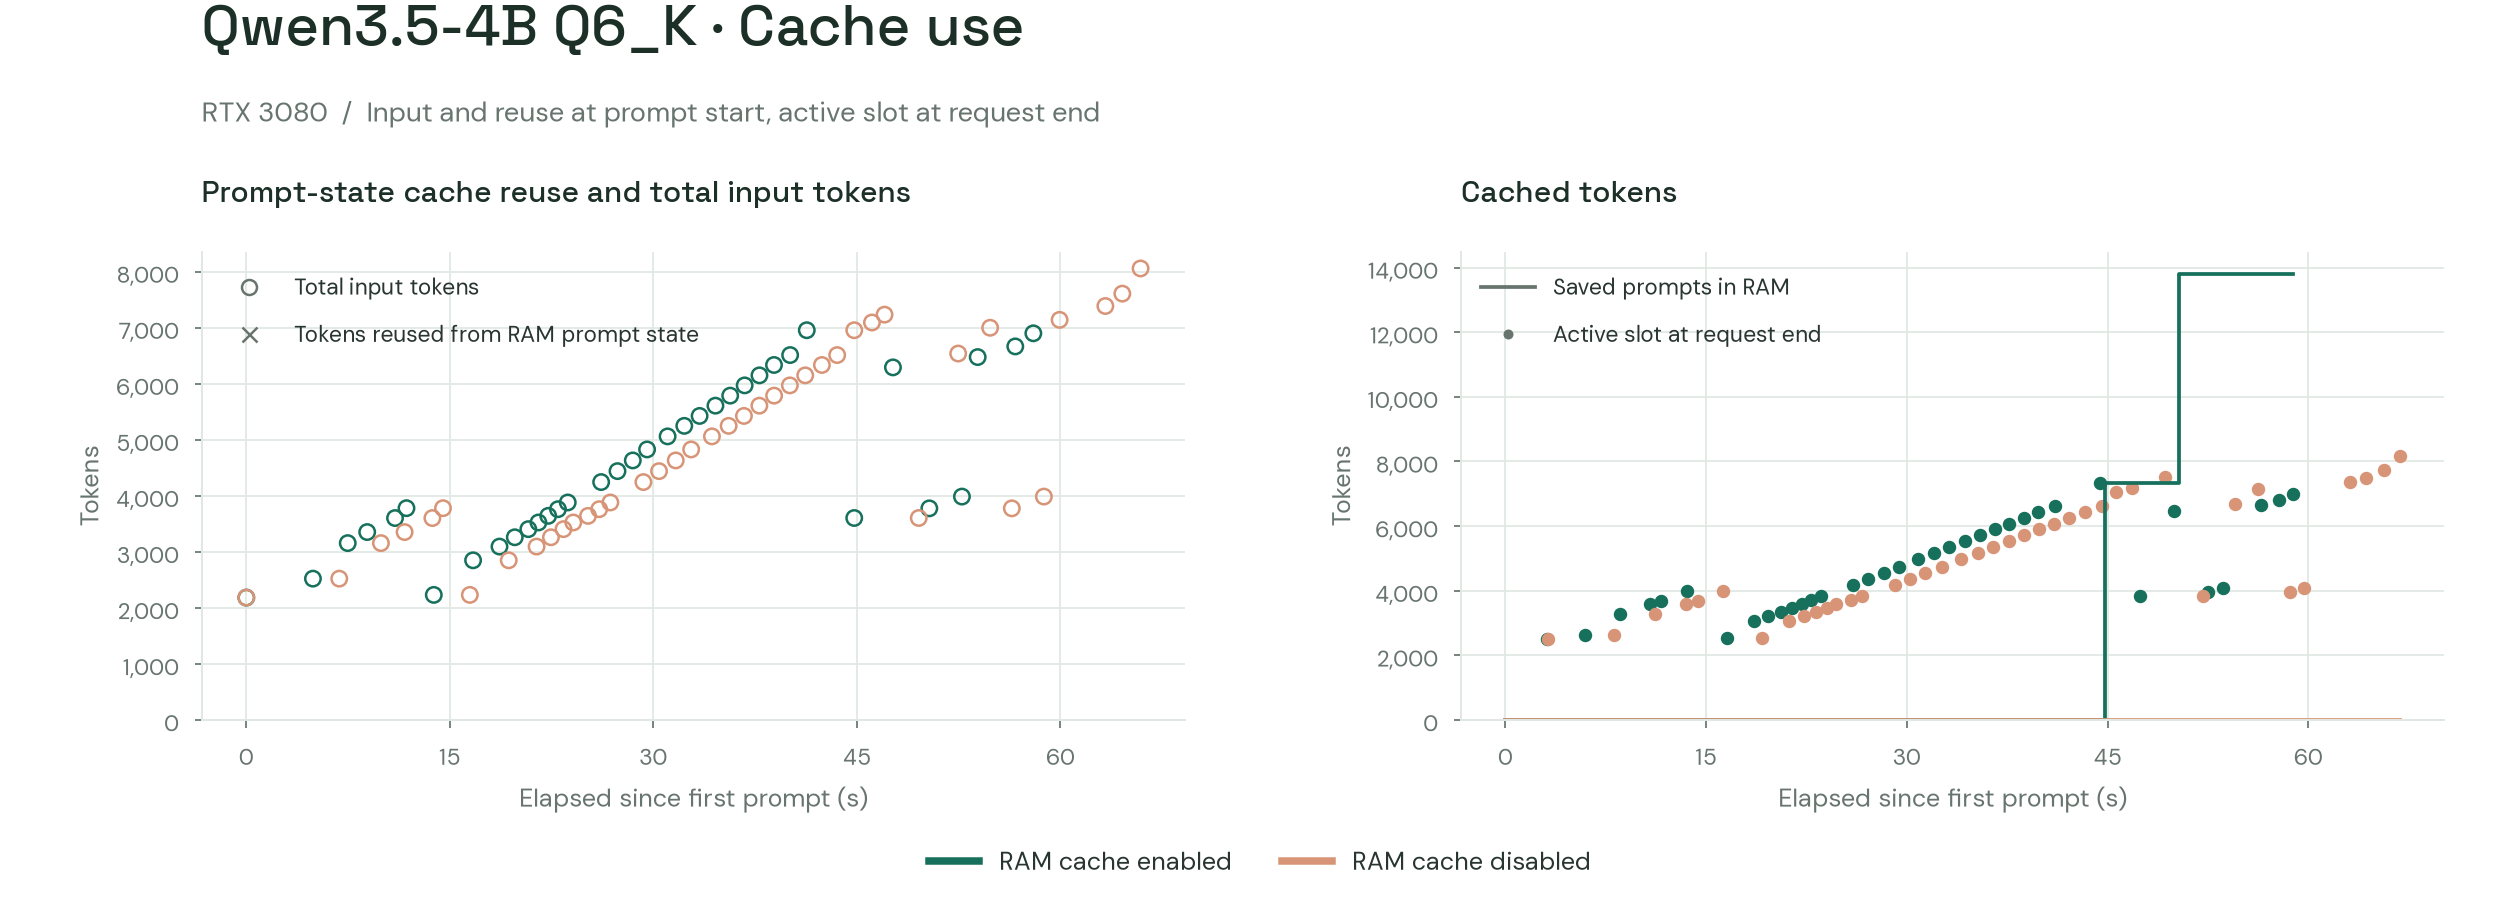 Qwen3.5-4B Q6_K · Cache use
RTX 3080 / Input and reuse at prompt start, active slot at request end
Prompt-state cache reuse and total input tokens
Total input tokens
Tokens reused from RAM prompt state
8,000
7,000
6,000
5,000
4,000
3,000
2,000
1,000
0
Tokens
0 15 30 45 60
Elapsed since first prompt (s)
Cached tokens
Saved prompts in RAM
Active slot at request end
14,000
12,000
10,000
8,000
6,000
4,000
2,000
0
Tokens
0 15 30 45 60
Elapsed since first prompt (s)
RAM cache enabled
RAM cache disabled